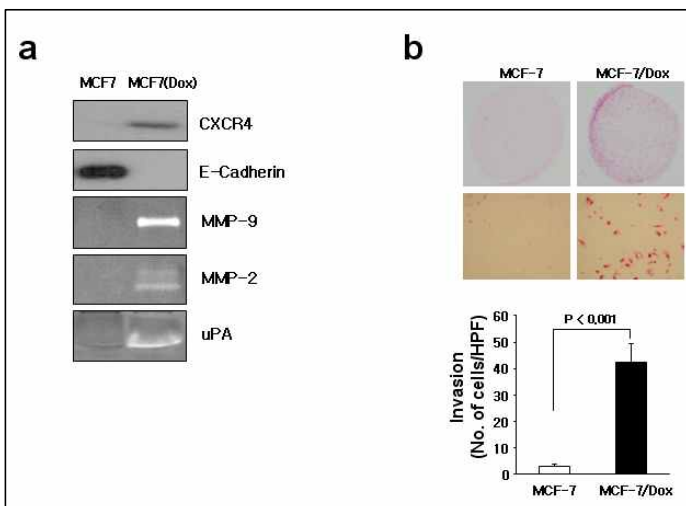 a
MCF7 MCF7(Dox)
CXCR4
E-Cadherin
MMP-9
MMP-2
uPA
b
MCF-7 MCF-7/Dox
P < 0,001
Invasion
(No. of cells/HPF)
60
50
40
30
20
10
0
MCF-7 MCF-7/Dox